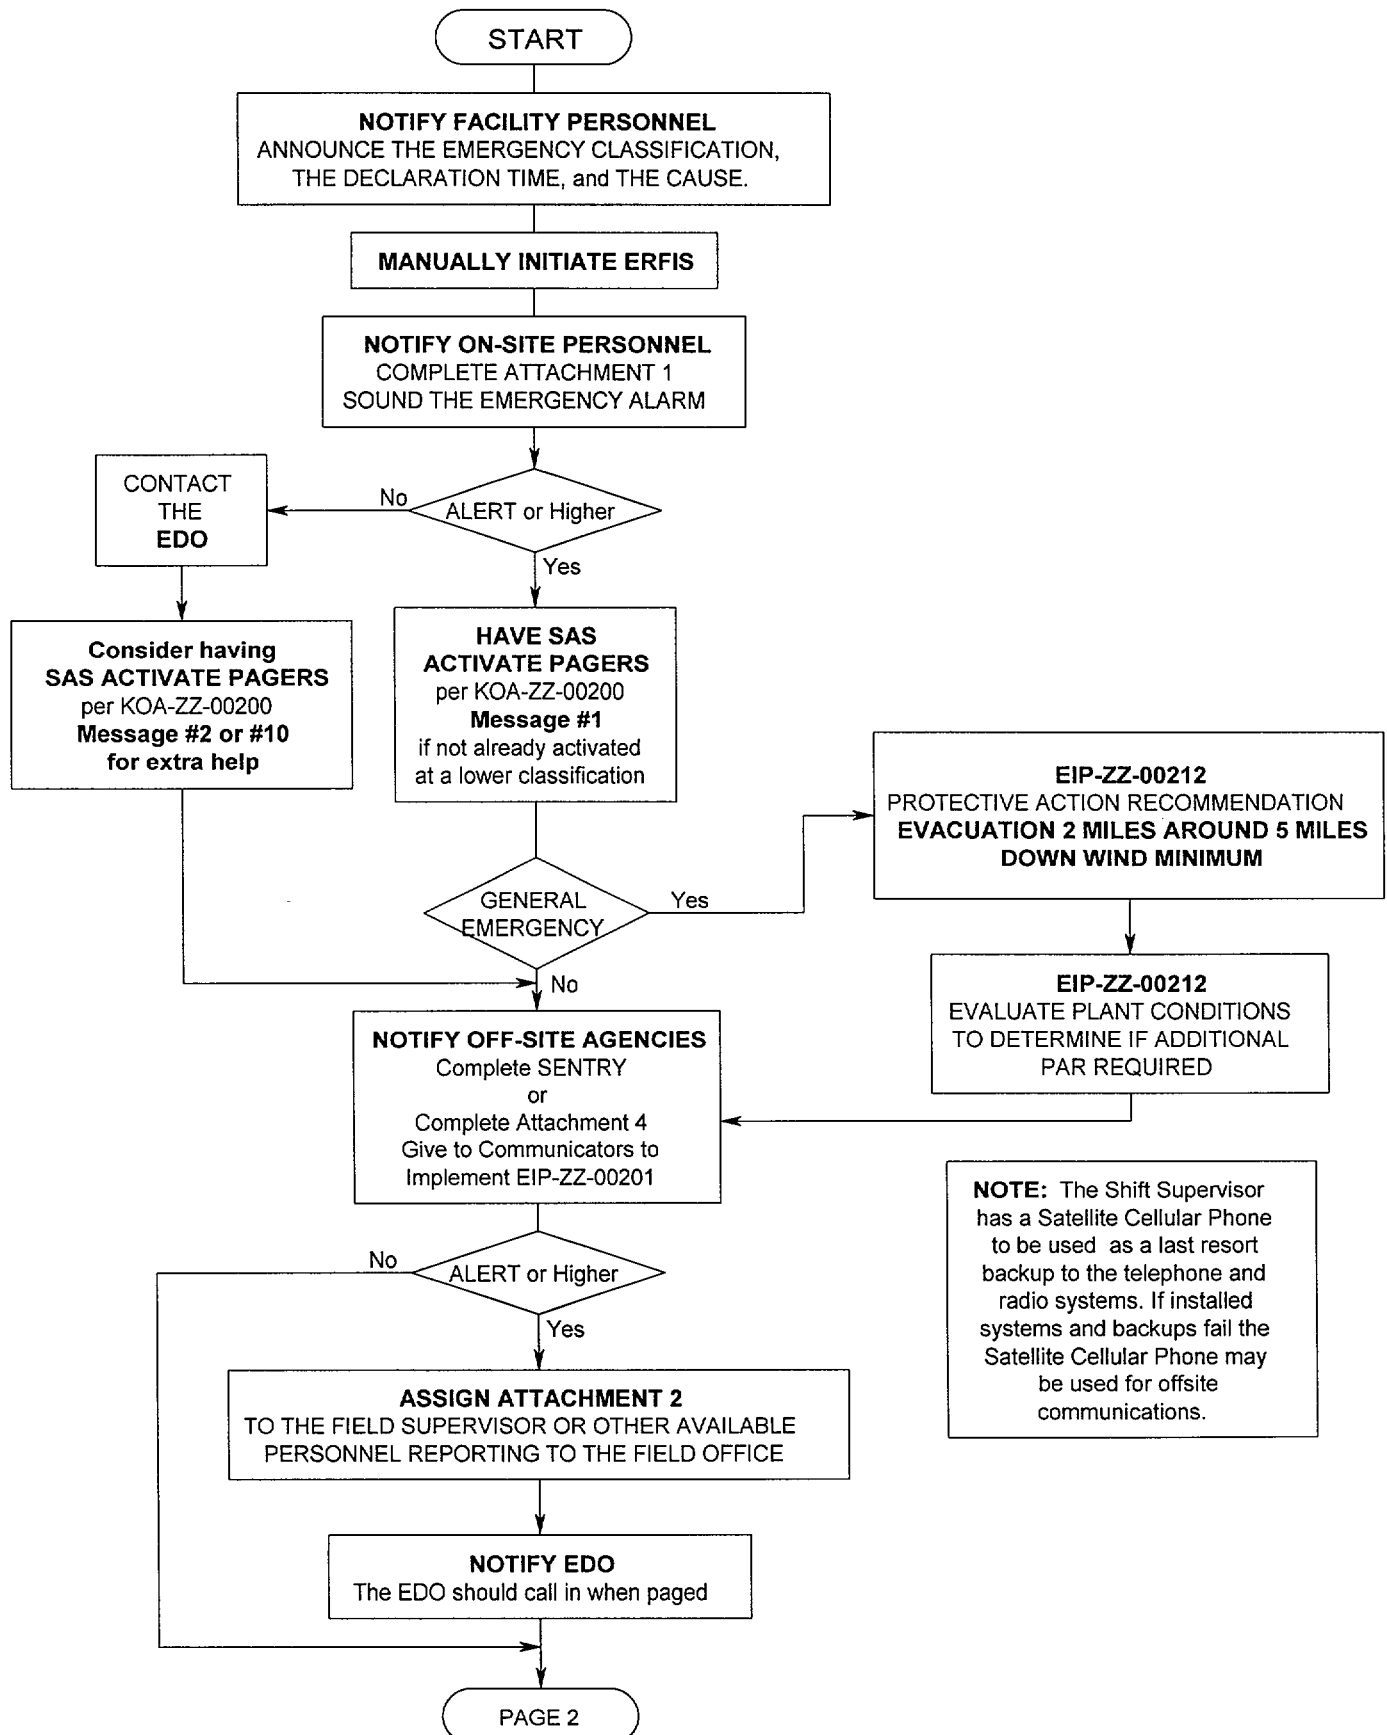 START
NOTIFY FACILITY PERSONNEL
ANNOUNCE THE EMERGENCY CLASSIFICATION,
THE DECLARATION TIME, and THE CAUSE.
MANUALLY INITIATE ERFIS
NOTIFY ON-SITE PERSONNEL
COMPLETE ATTACHMENT 1
SOUND THE EMERGENCY ALARM
ALERT or Higher
No
CONTACT
THE
EDO
Consider having
SAS ACTIVATE PAGERS
per KOA-ZZ-00200
Message #2 or #10
for extra help
Yes
HAVE SAS
ACTIVATE PAGERS
per KOA-ZZ-00200
Message #1
if not already activated
at a lower classification
GENERAL
EMERGENCY
Yes
EIP-ZZ-00212
PROTECTIVE ACTION RECOMMENDATION
EVACUATION 2 MILES AROUND 5 MILES
DOWN WIND MINIMUM
EIP-ZZ-00212
EVALUATE PLANT CONDITIONS
TO DETERMINE IF ADDITIONAL
PAR REQUIRED
No
NOTIFY OFF-SITE AGENCIES
Complete SENTRY
or
Complete Attachment 4
Give to Communicators to
Implement EIP-ZZ-00201
NOTE: The Shift Supervisor
has a Satellite Cellular Phone
to be used as a last resort
backup to the telephone and
radio systems. If installed
systems and backups fail the
Satellite Cellular Phone may
be used for offsite
communications.
ALERT or Higher
No
Yes
ASSIGN ATTACHMENT 2
TO THE FIELD SUPERVISOR OR OTHER AVAILABLE
PERSONNEL REPORTING TO THE FIELD OFFICE
NOTIFY EDO
The EDO should call in when paged
PAGE 2